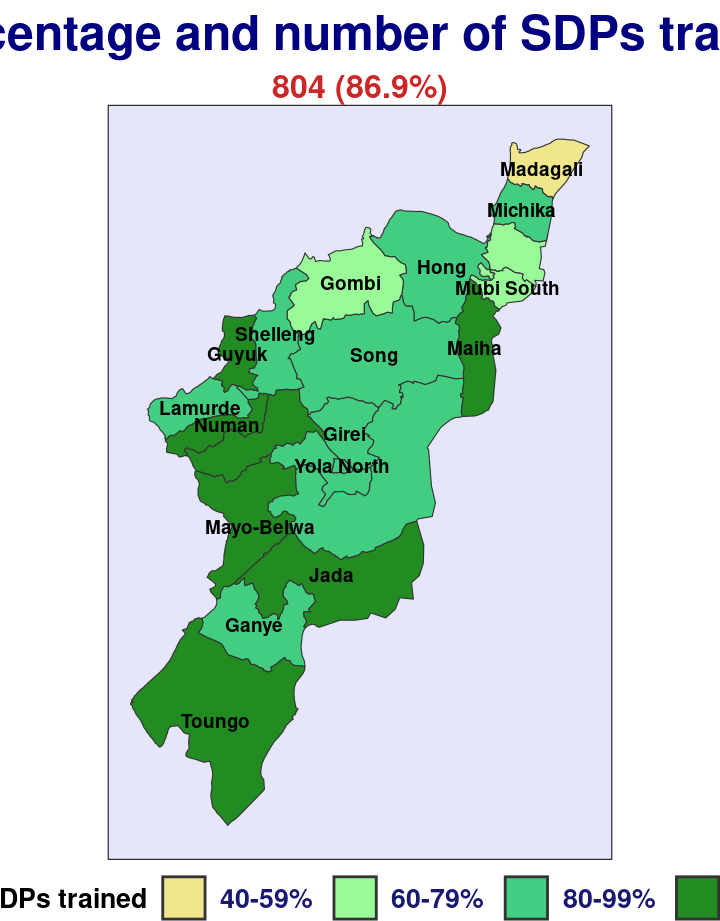 centage and number of SDPs tra
804 (86.9%)
Madagali
Michika
Hong
Gombi
Mubi South
Shelleng
Guyuk
Song
Maiha
Lamurde
Numan
Girei
Yola North
Mayo-Belwa
Jada
Ganye
Toungo
DPs trained 40-59% 60-79% 80-99%